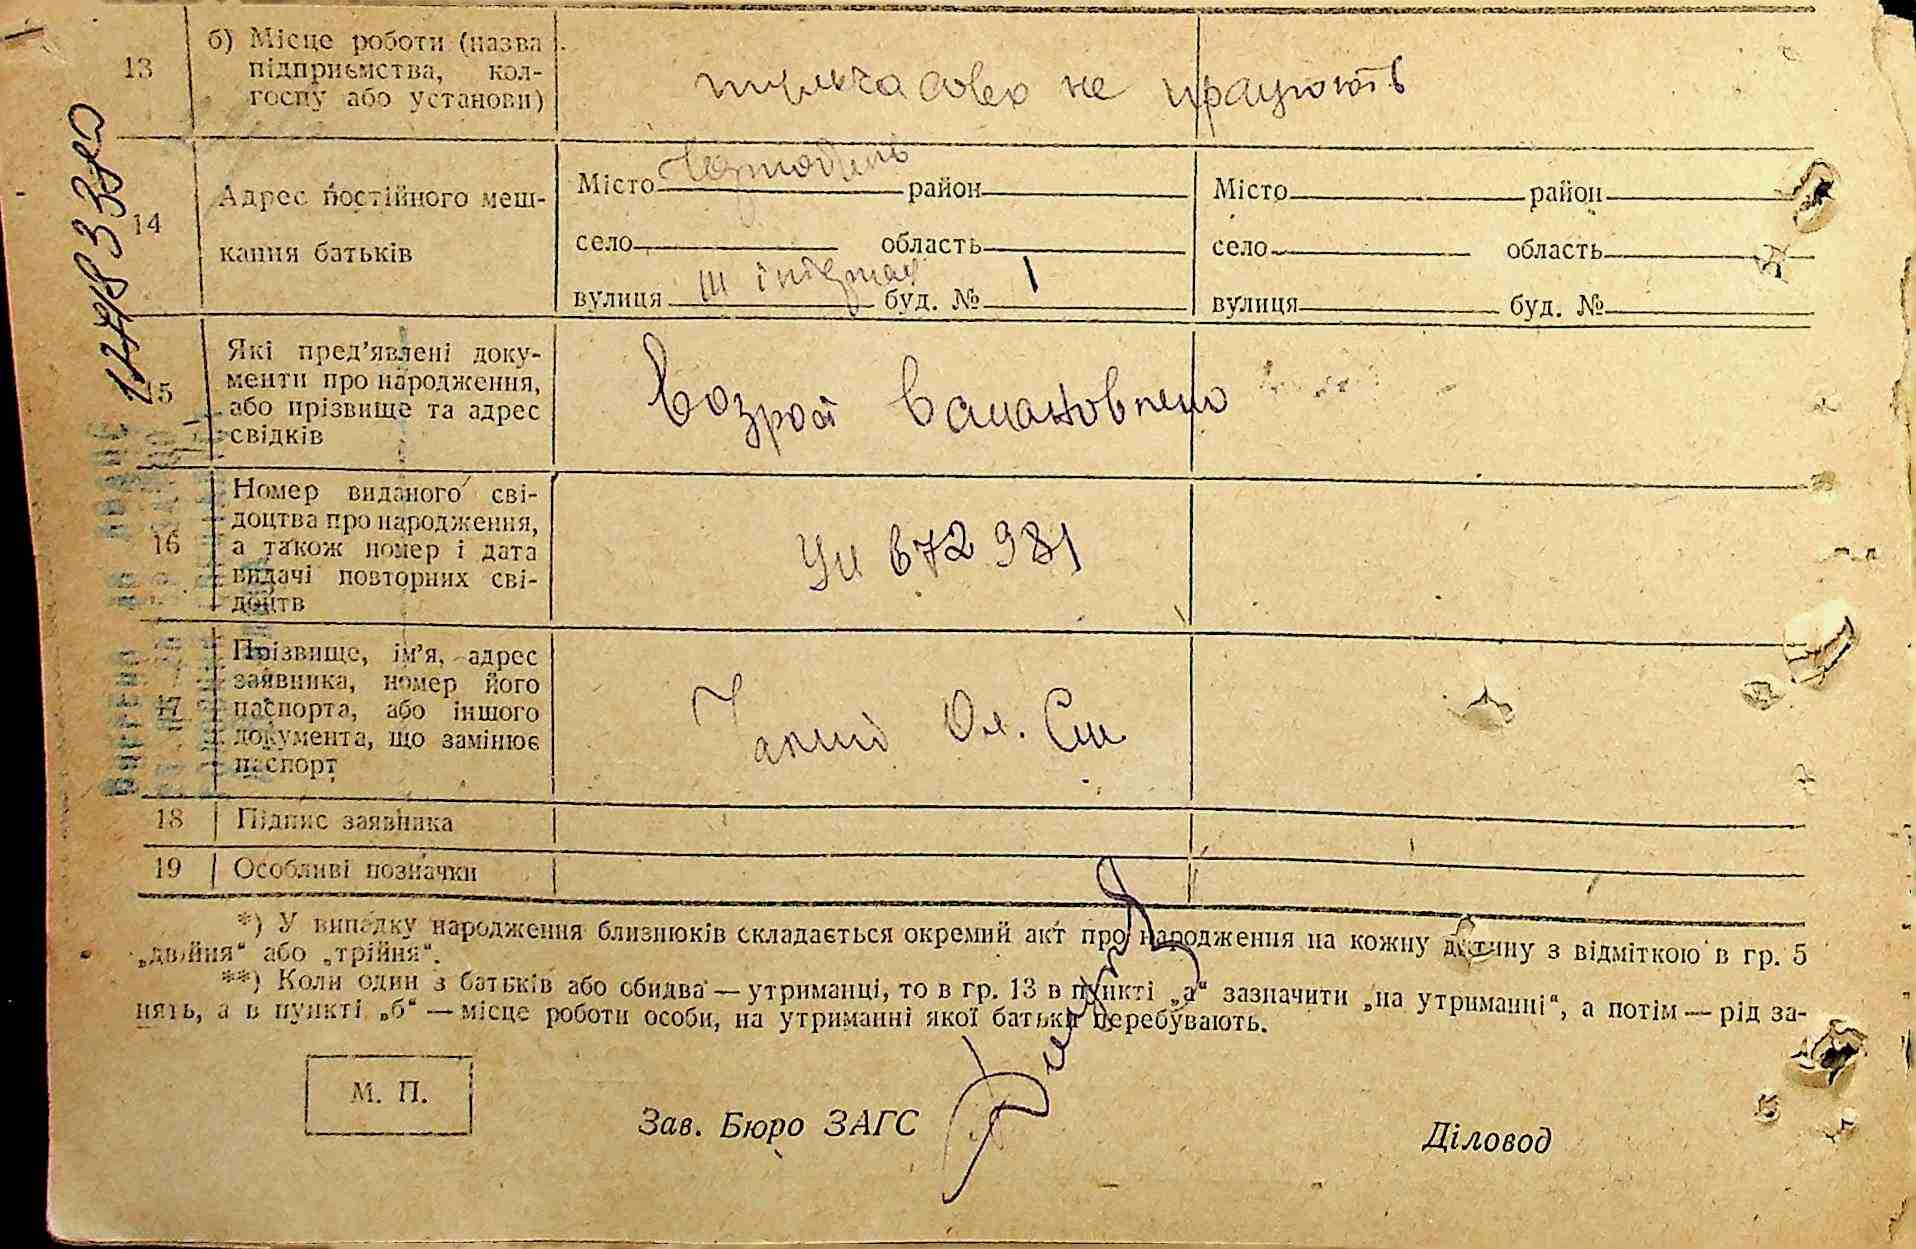 13 б) Місце роботи (назва
підприємства, кол-
госпу або установи)
не працюють
14 Адрес постійного меш-
кання батьків
Місто Чорнобиль район
село область
вулиця III інтернац буд. № 1
Місто район
село область
вулиця буд. №
15 Які пред'явлені доку-
менти про народження,
або прізвище та адрес
свідків
Возраст
16 Номер виданого сві-
доцтва про народження,
а також номер і дата
видачі повторних сві-
доцтв
672981
17 Прізвище, ім'я, адрес
заявника, номер його
паспорта, або іншого
документа, що замінює
паспорт
18 Підпис заявника
19 Особливі позначки
*) У випадку народження близнюків складається окремий акт про народження на кожну дитину з відміткою в гр. 5
„двійня“ або „трійня“.
**) Коли один з батьків або обидва — утриманці, то в гр. 13 в пункті „а“ зазначити „на утриманні“, а потім — рід за-
нять, а в пункті „б“ — місце роботи особи, на утриманні якої батьки перебувають.
М. П.
Зав. Бюро ЗАГС
Діловод